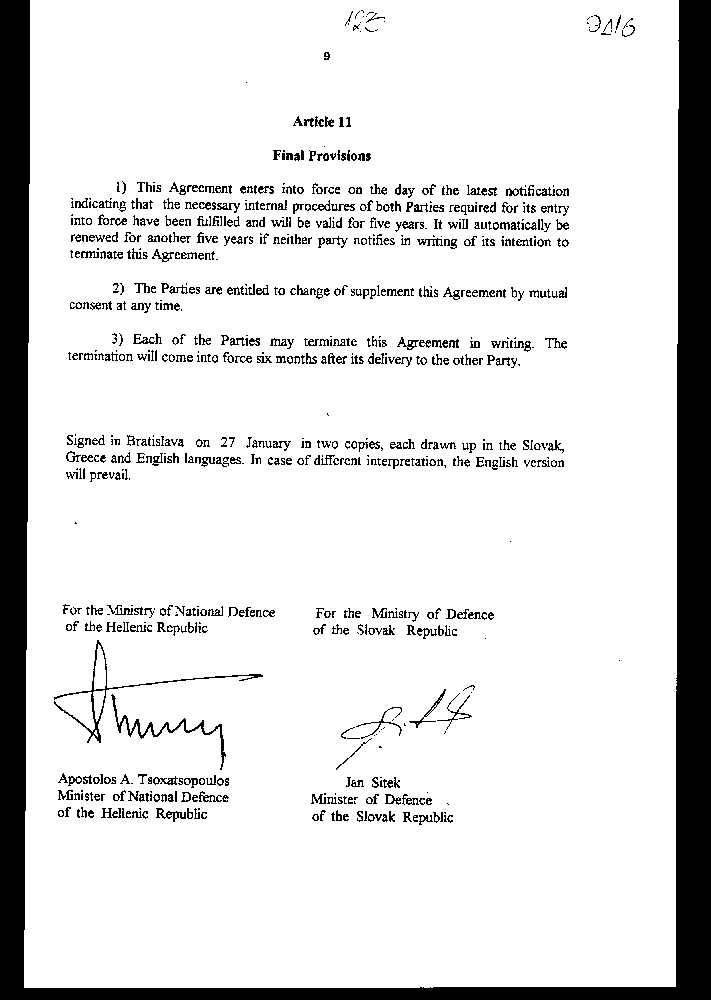 123
9
Article 11
Final Provisions
1) This Agreement enters into force on the day of the latest notification
indicating that the necessary internal procedures of both Parties required for its entry
into force have been fulfilled and will be valid for five years. It will automatically be
renewed for another five years if neither party notifies in writing of its intention to
terminate this Agreement.
2) The Parties are entitled to change of supplement this Agreement by mutual
consent at any time.
3) Each of the Parties may terminate this Agreement in writing. The
termination will come into force six months after its delivery to the other Party.
Signed in Bratislava on 27 January in two copies, each drawn up in the Slovak,
Greece and English languages. In case of different interpretation, the English version
will prevail.
For the Ministry of National Defence
of the Hellenic Republic
For the Ministry of Defence
of the Slovak Republic
Apostolos A. Tsoxatsopoulos
Minister of National Defence
of the Hellenic Republic
Jan Sitek
Minister of Defence
of the Slovak Republic